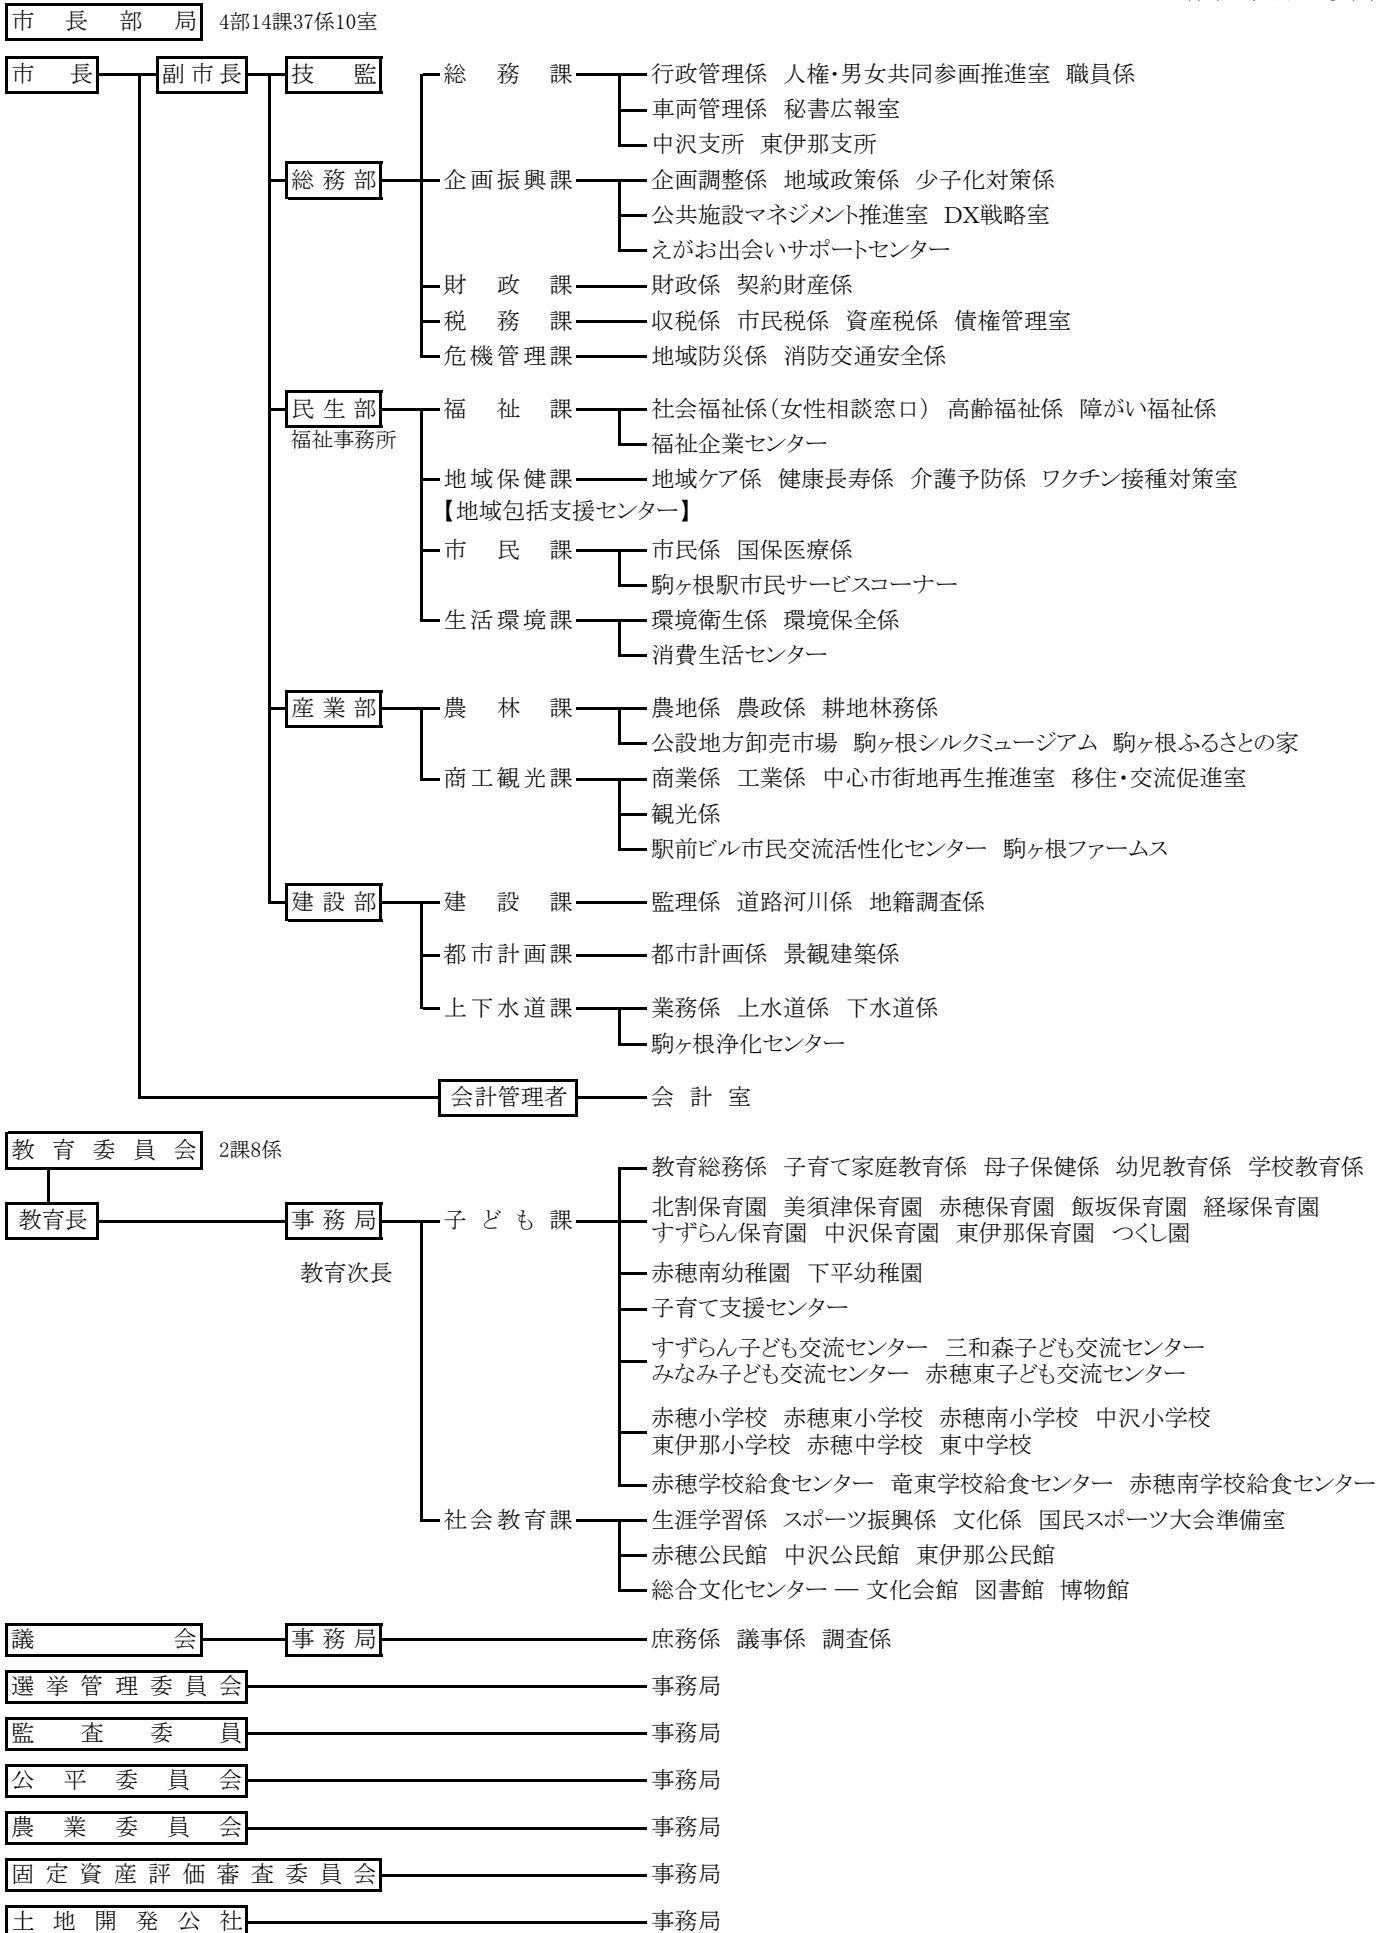 市長部局 4部14課37係10室
市長 副市長 技監 総務課 行政管理係 人権・男女共同参画推進室 職員係
車両管理係 秘書広報室
中沢支所 東伊那支所
総務部 企画振興課 企画調整係 地域政策係 少子化対策係
公共施設マネジメント推進室 DX戦略室
えがお出会いサポートセンター
財政課 財政係 契約財産係
税務課 収税係 市民税係 資産税係 債権管理室
危機管理課 地域防災係 消防交通安全係
民生部 福祉課 社会福祉係(女性相談窓口) 高齢福祉係 障がい福祉係
福祉事務所 福祉企業センター
地域保健課 地域ケア係 健康長寿係 介護予防係 ワクチン接種対策室
【地域包括支援センター】
市民課 市民係 国保医療係
駒ヶ根駅市民サービスコーナー
生活環境課 環境衛生係 環境保全係
消費生活センター
産業部 農林課 農地係 農政係 耕地林務係
公設地方卸売市場 駒ヶ根シルクミュージアム 駒ヶ根ふるさとの家
商工観光課 商業係 工業係 中心市街地再生推進室 移住・交流促進室
観光係
駅前ビル市民交流活性化センター 駒ヶ根ファームス
建設部 建設課 監理係 道路河川係 地籍調査係
都市計画課 都市計画係 景観建築係
上下水道課 業務係 上水道係 下水道係
駒ヶ根浄化センター
会計管理者 会計室
教育委員会 2課8係
教育総務係 子育て家庭教育係 母子保健係 幼児教育係 学校教育係
教育長 事務局 子ども課 北割保育園 美須津保育園 赤穂保育園 飯坂保育園 経塚保育園
すずらん保育園 中沢保育園 東伊那保育園 つくし園
教育次長 赤穂南幼稚園 下平幼稚園
子育て支援センター
すずらん子ども交流センター 三和森子ども交流センター
みなみ子ども交流センター 赤穂東子ども交流センター
赤穂小学校 赤穂東小学校 赤穂南小学校 中沢小学校
東伊那小学校 赤穂中学校 東中学校
赤穂学校給食センター 竜東学校給食センター 赤穂南学校給食センター
社会教育課 生涯学習係 スポーツ振興係 文化係 国民スポーツ大会準備室
赤穂公民館 中沢公民館 東伊那公民館
総合文化センター ― 文化会館 図書館 博物館
議会 事務局 庶務係 議事係 調査係
選挙管理委員会 事務局
監査委員 事務局
公平委員会 事務局
農業委員会 事務局
固定資産評価審査委員会 事務局
土地開発公社 事務局